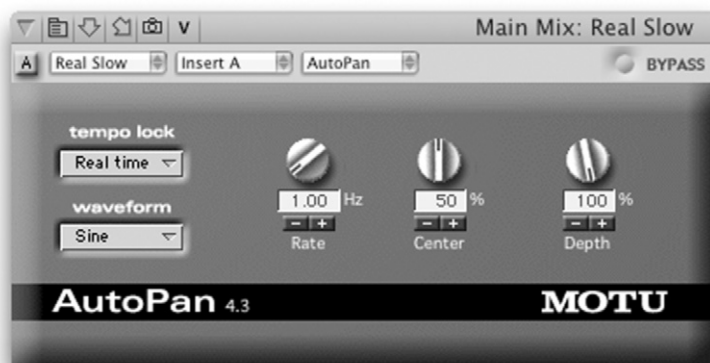 V
Main Mix: Real Slow
A
Real Slow
Insert A
AutoPan
BYPASS
tempo lock
Real time
waveform
Sine
1.00 Hz
50 %
100 %
- +
- +
- +
Rate
Center
Depth
AutoPan 4.3
MOTU